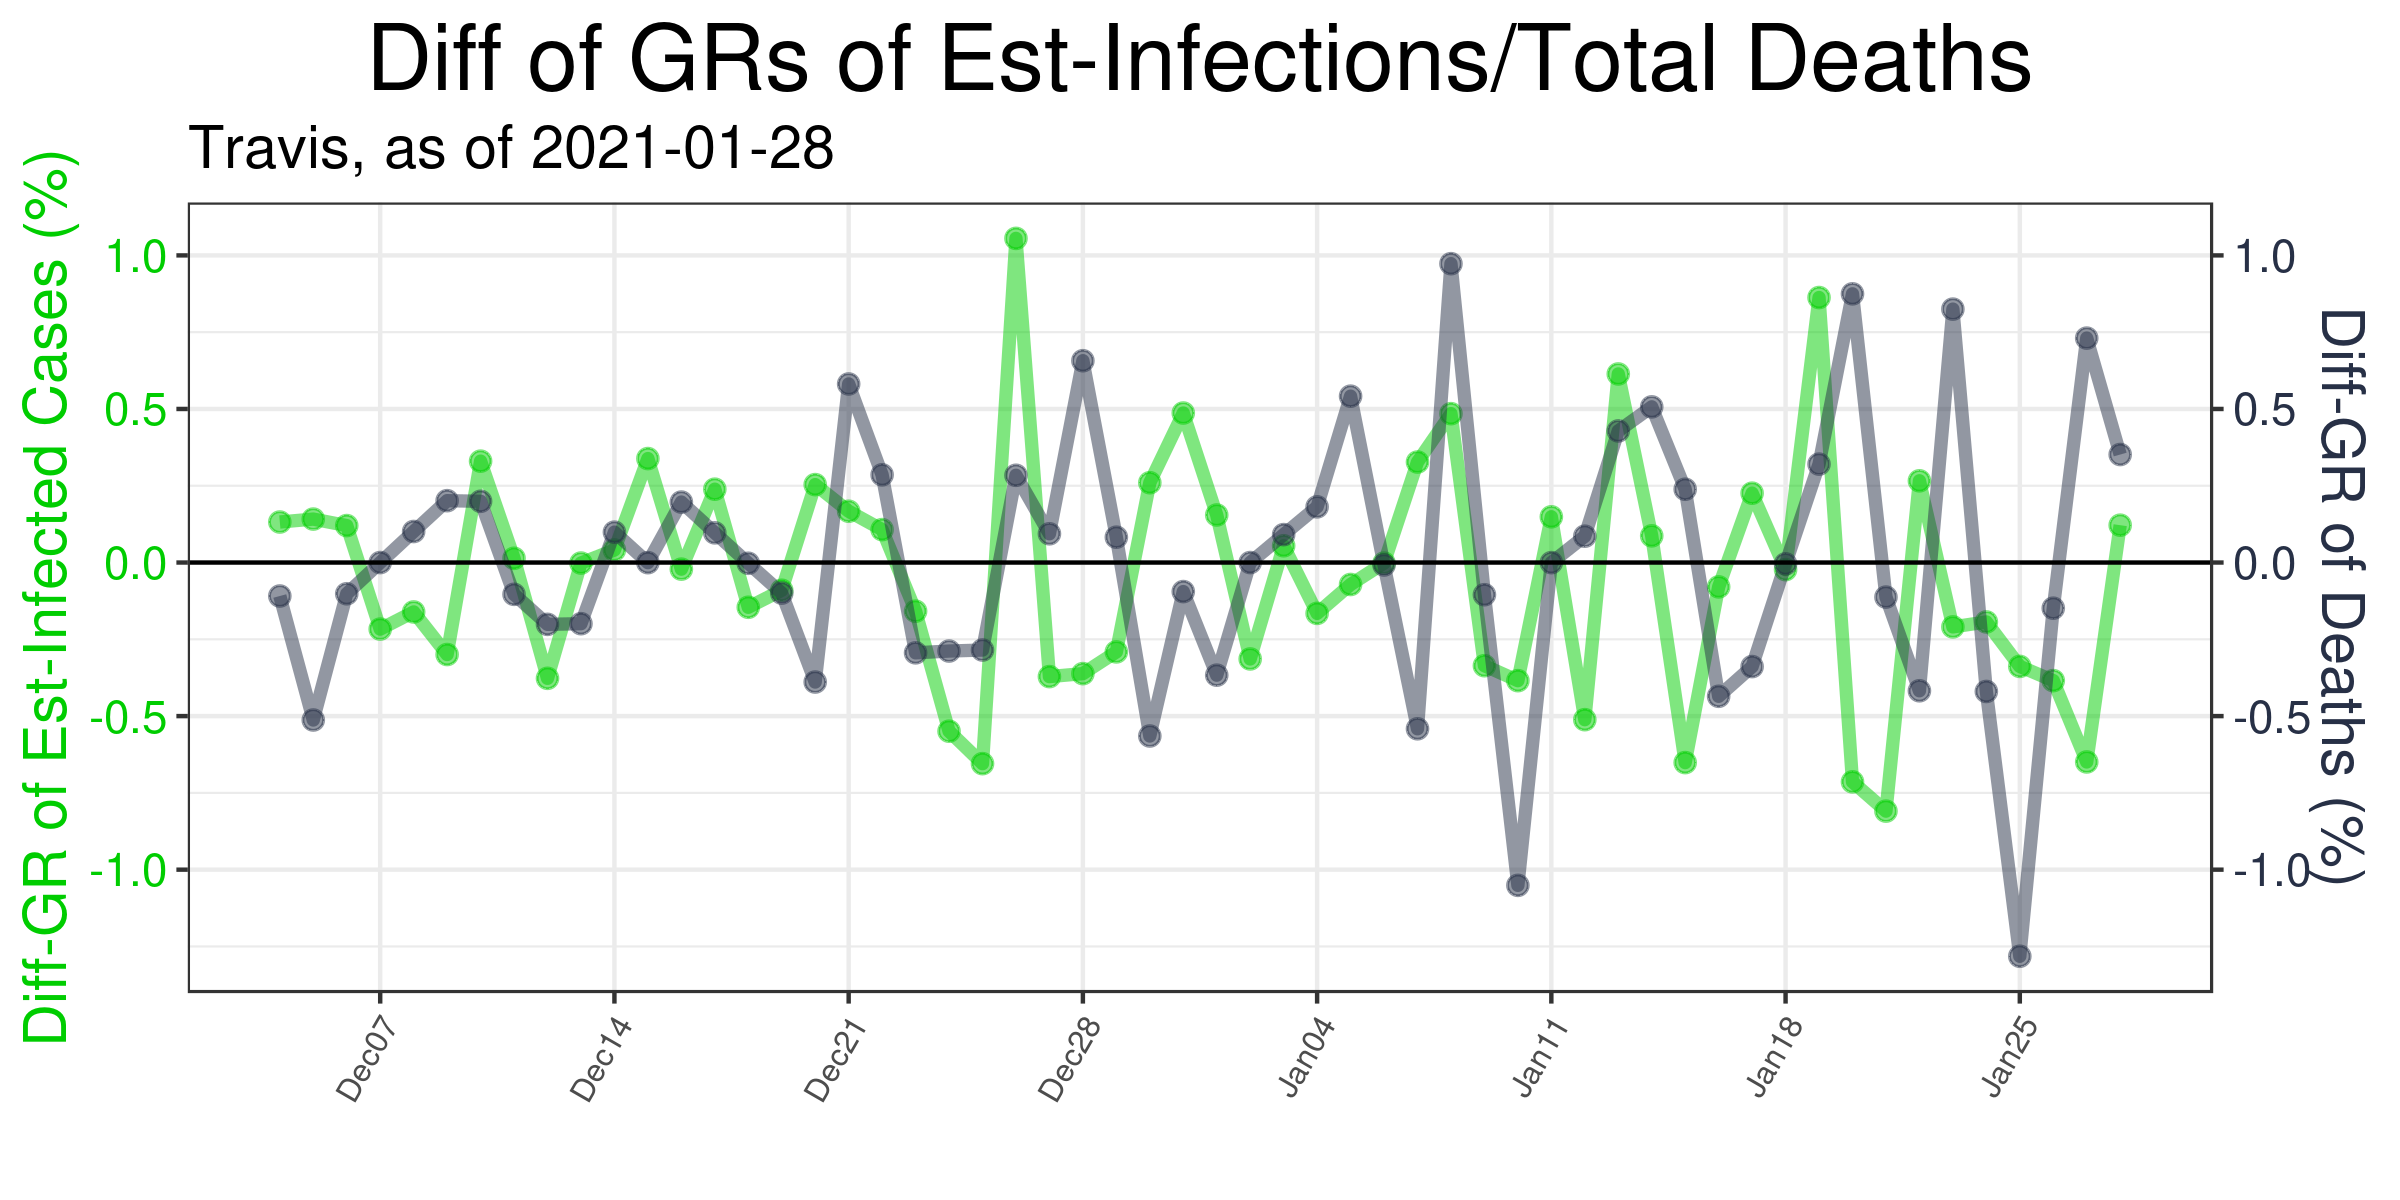 Diff of GRs of Est-Infections/Total Deaths
Travis, as of 2021-01-28
Diff-GR of Est-Infected Cases (%)
1.0
0.5
0.0
-0.5
-1.0
1.0
0.5
0.0
-0.5
-1.0
Diff-GR of Deaths (%)
Dec07 Dec14 Dec21 Dec28 Jan04 Jan11 Jan18 Jan25